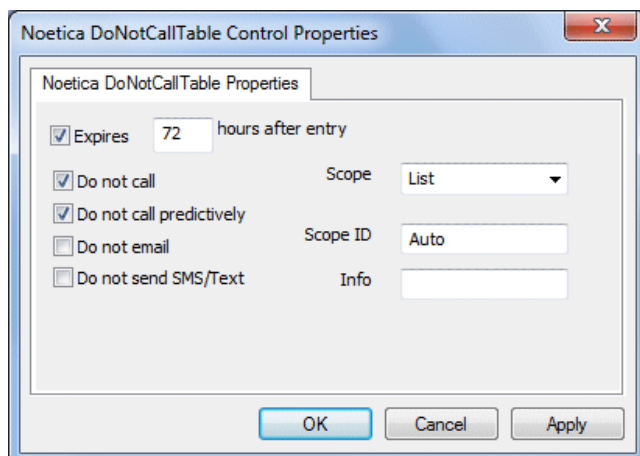 Noetica DoNotCallTable Control Properties
Noetica DoNotCallTable Properties
Expires 72 hours after entry
Do not call
Scope List
Do not call predictively
Do not email
Scope ID Auto
Do not send SMS/Text
Info
OK Cancel Apply